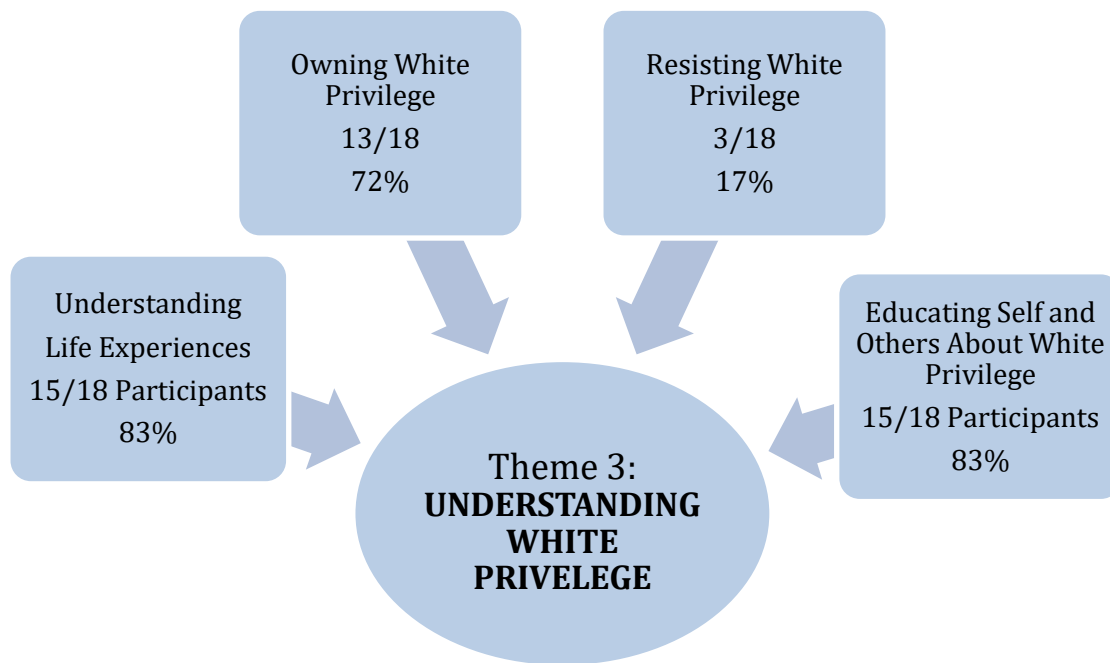 Owning White
Privilege
13/18
72%
Resisting White
Privilege
3/18
17%
Understanding
Life Experiences
15/18 Participants
83%
Educating Self and
Others About White
Privilege
15/18 Participants
83%
Theme 3:
UNDERSTANDING
WHITE
PRIVELEGE